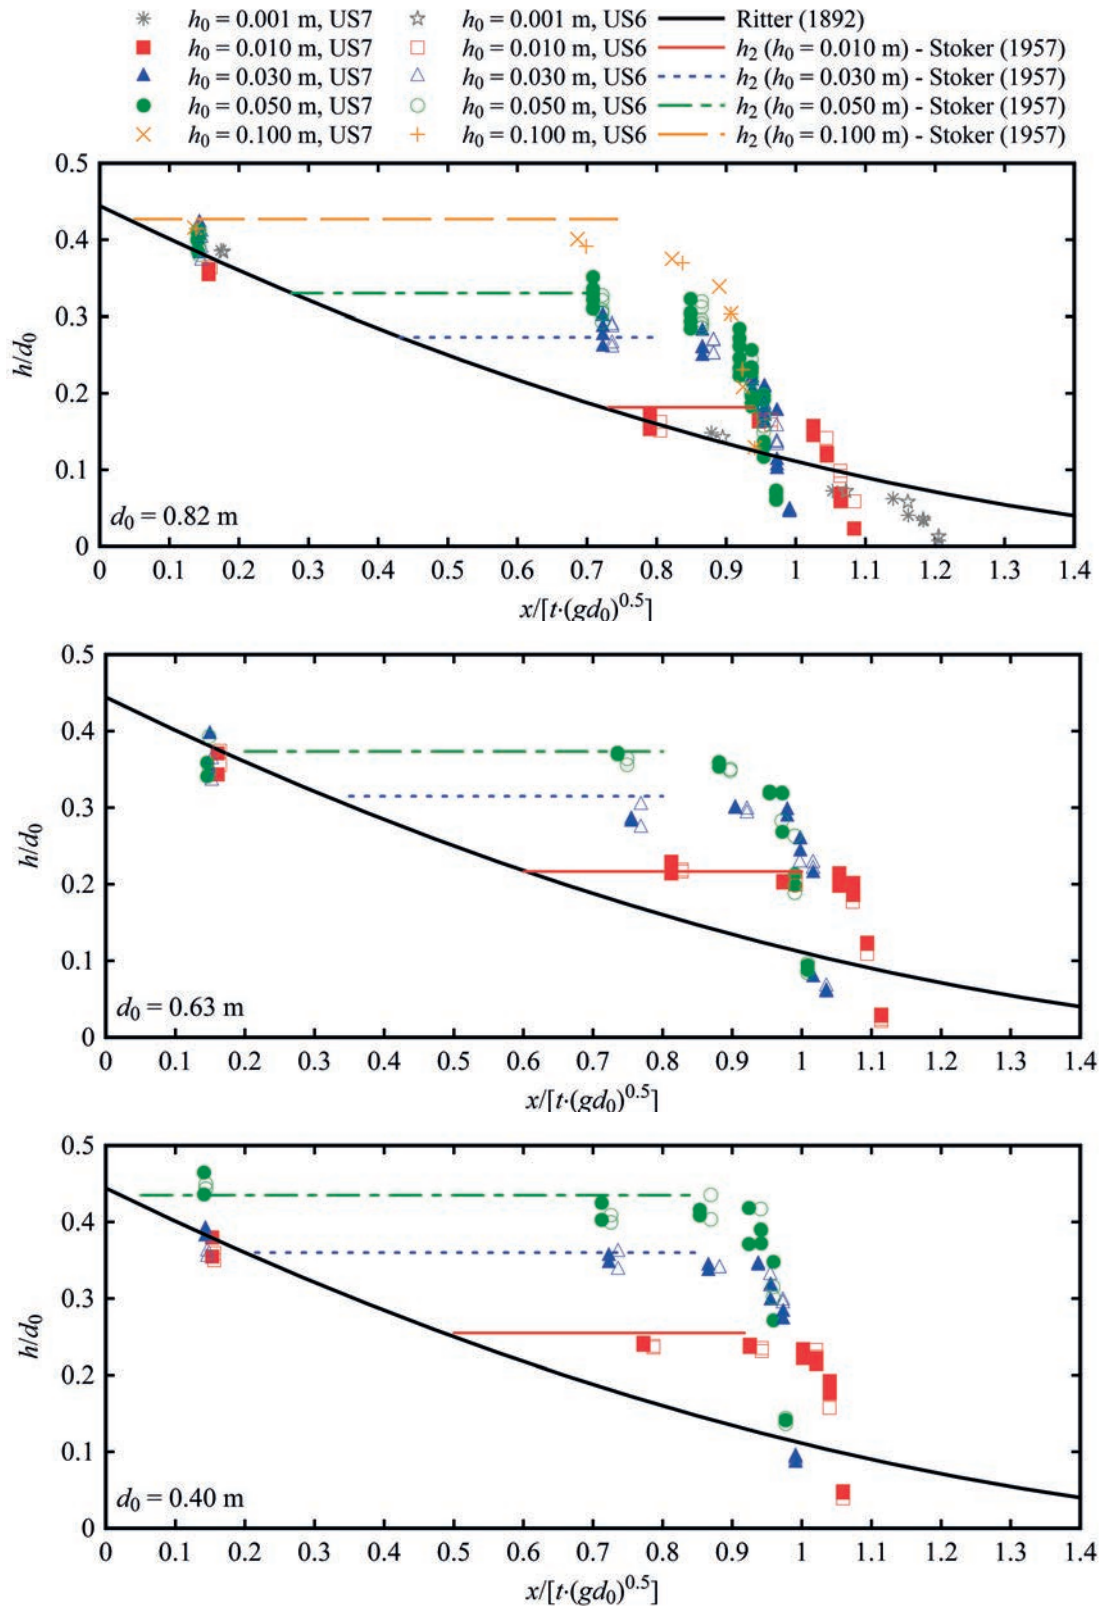 h0 = 0.001 m, US7 h0 = 0.001 m, US6 Ritter (1892)
h0 = 0.010 m, US7 h0 = 0.010 m, US6 h2 (h0 = 0.010 m) - Stoker (1957)
h0 = 0.030 m, US7 h0 = 0.030 m, US6 h2 (h0 = 0.030 m) - Stoker (1957)
h0 = 0.050 m, US7 h0 = 0.050 m, US6 h2 (h0 = 0.050 m) - Stoker (1957)
h0 = 0.100 m, US7 h0 = 0.100 m, US6 h2 (h0 = 0.100 m) - Stoker (1957)
0.5
0.4
0.3
h/d0
0.2
0.1
d0 = 0.82 m
0
0 0.1 0.2 0.3 0.4 0.5 0.6 0.7 0.8 0.9 1 1.1 1.2 1.3 1.4
x/[t·(gd0)^0.5]
0.5
0.4
0.3
h/d0
0.2
0.1
d0 = 0.63 m
0
0 0.1 0.2 0.3 0.4 0.5 0.6 0.7 0.8 0.9 1 1.1 1.2 1.3 1.4
x/[t·(gd0)^0.5]
0.5
0.4
0.3
h/d0
0.2
0.1
d0 = 0.40 m
0
0 0.1 0.2 0.3 0.4 0.5 0.6 0.7 0.8 0.9 1 1.1 1.2 1.3 1.4
x/[t·(gd0)^0.5]